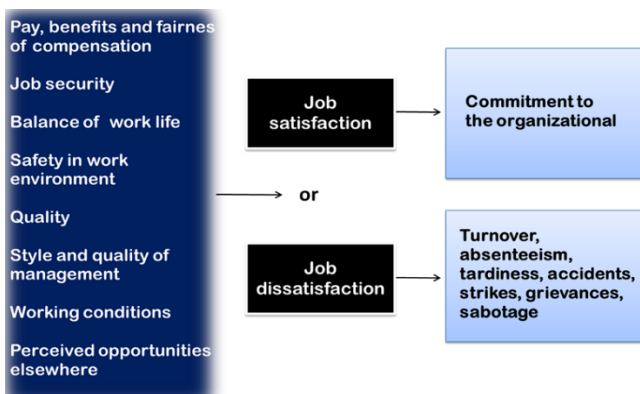 Pay, benefits and fairnes
of compensation
Job security
Balance of work life
Safety in work
environment
Quality
Style and quality of
management
Working conditions
Perceived opportunities
elsewhere
Job
satisfaction
or
Job
dissatisfaction
Commitment to
the organizational
Turnover,
absenteeism,
tardiness, accidents,
strikes, grievances,
sabotage